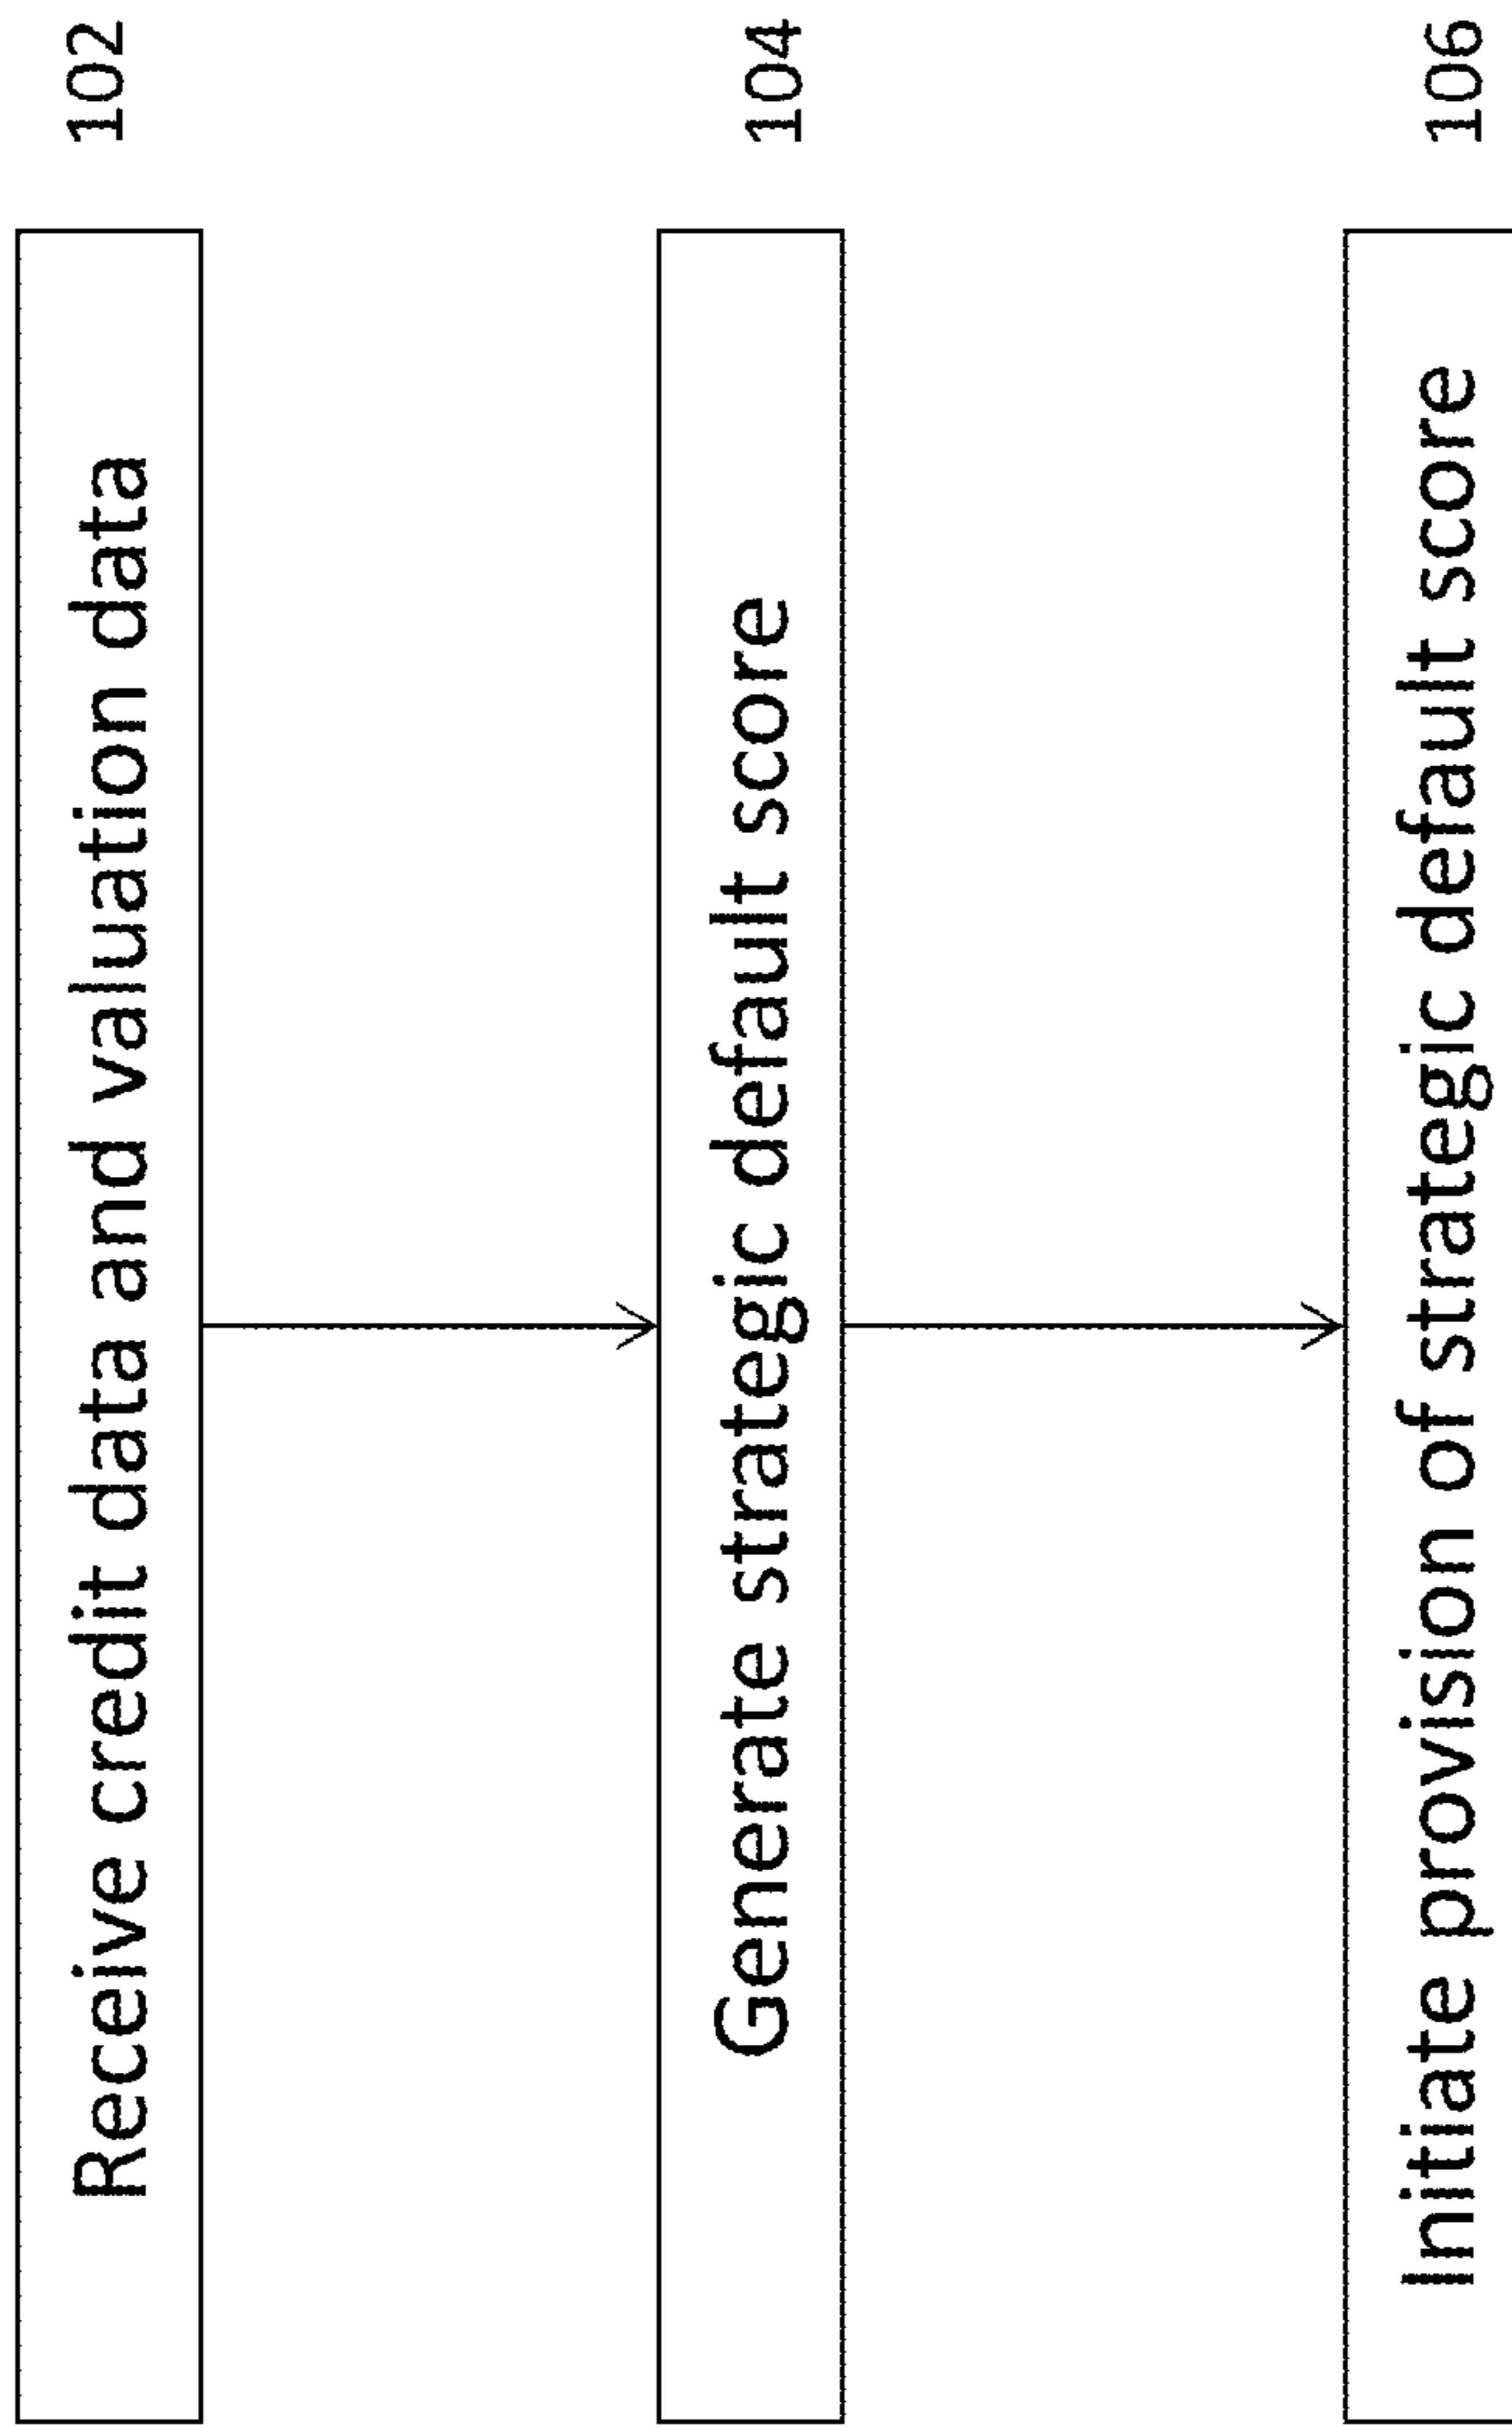 Receive credit data and valuation data
102
Generate strategic default score
104
Initiate provision of strategic default score
106